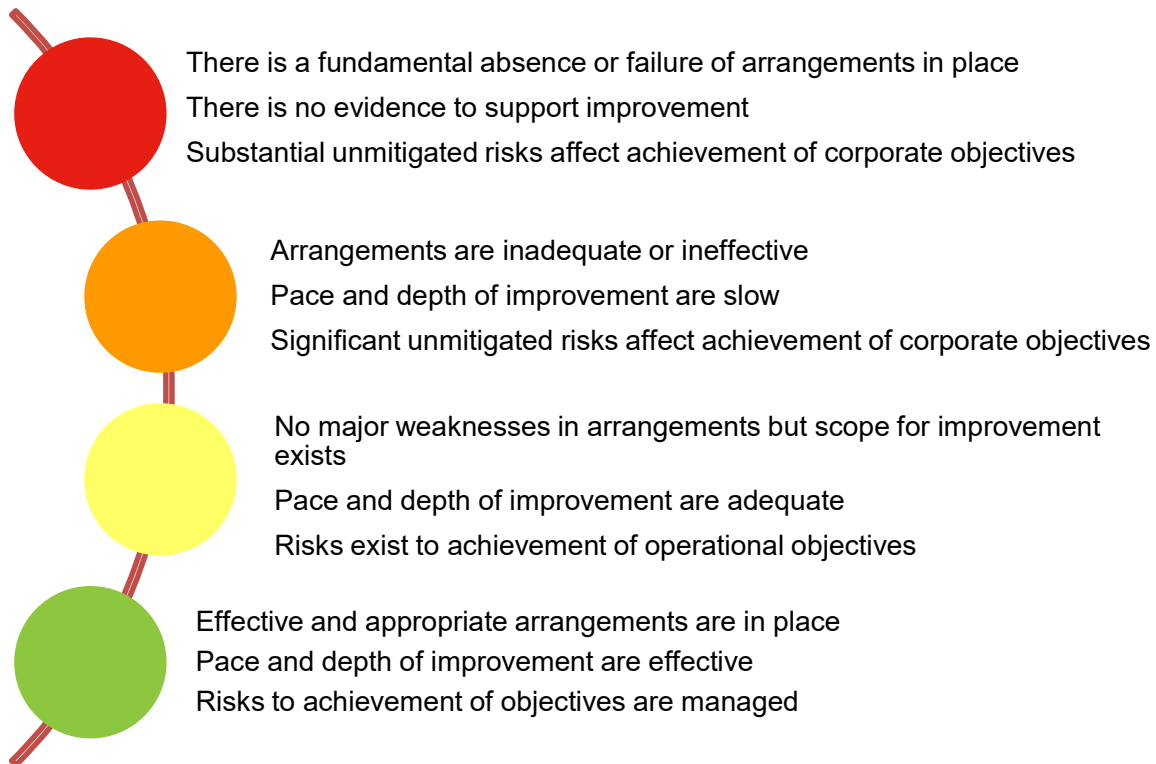 There is a fundamental absence or failure of arrangements in place
There is no evidence to support improvement
Substantial unmitigated risks affect achievement of corporate objectives
Arrangements are inadequate or ineffective
Pace and depth of improvement are slow
Significant unmitigated risks affect achievement of corporate objectives
No major weaknesses in arrangements but scope for improvement
exists
Pace and depth of improvement are adequate
Risks exist to achievement of operational objectives
Effective and appropriate arrangements are in place
Pace and depth of improvement are effective
Risks to achievement of objectives are managed